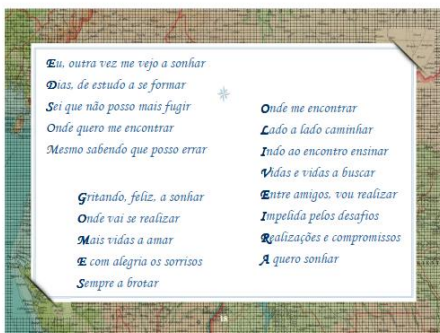 Eu, outra vez me vejo a sonhar
Dias, de estudo a se formar
Sei que não posso mais fugir
Onde quero me encontrar
Mesmo sabendo que posso errar
Gritando, feliz, a sonhar
Onde vai se realizar
Mais vidas a amar
E com alegria os sorrisos
Sempre a brotar
Onde me encontrar
Lado a lado caminhar
Indo ao encontro ensinar
Vidas e vidas a buscar
Entre amigos, vou realizar
Impelida pelos desafios
Realizações e compromissos
A quero sonhar